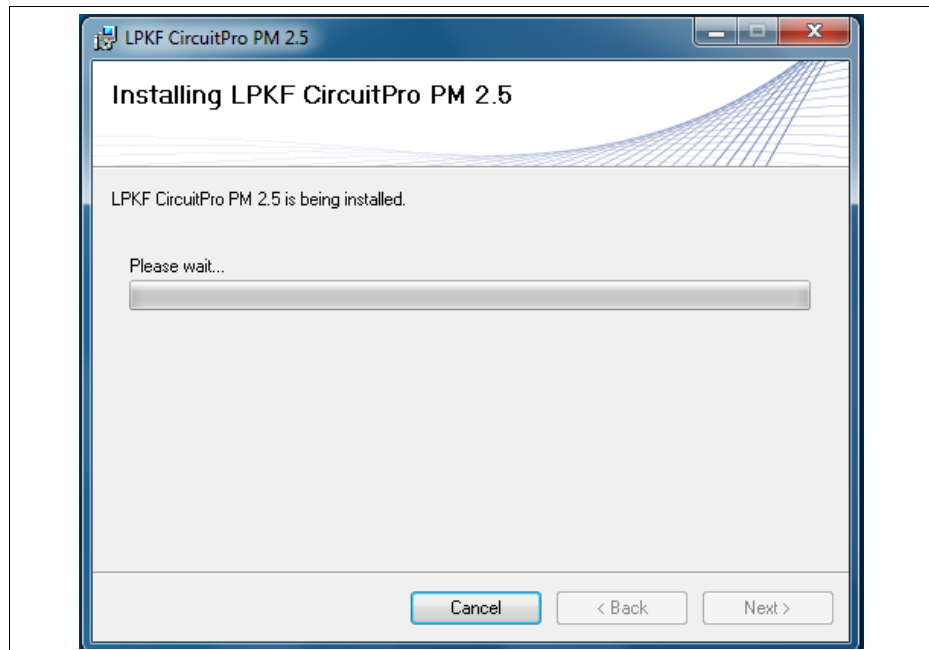 LPKF CircuitPro PM 2.5
Installing LPKF CircuitPro PM 2.5
LPKF CircuitPro PM 2.5 is being installed.
Please wait...
Cancel
< Back
Next >